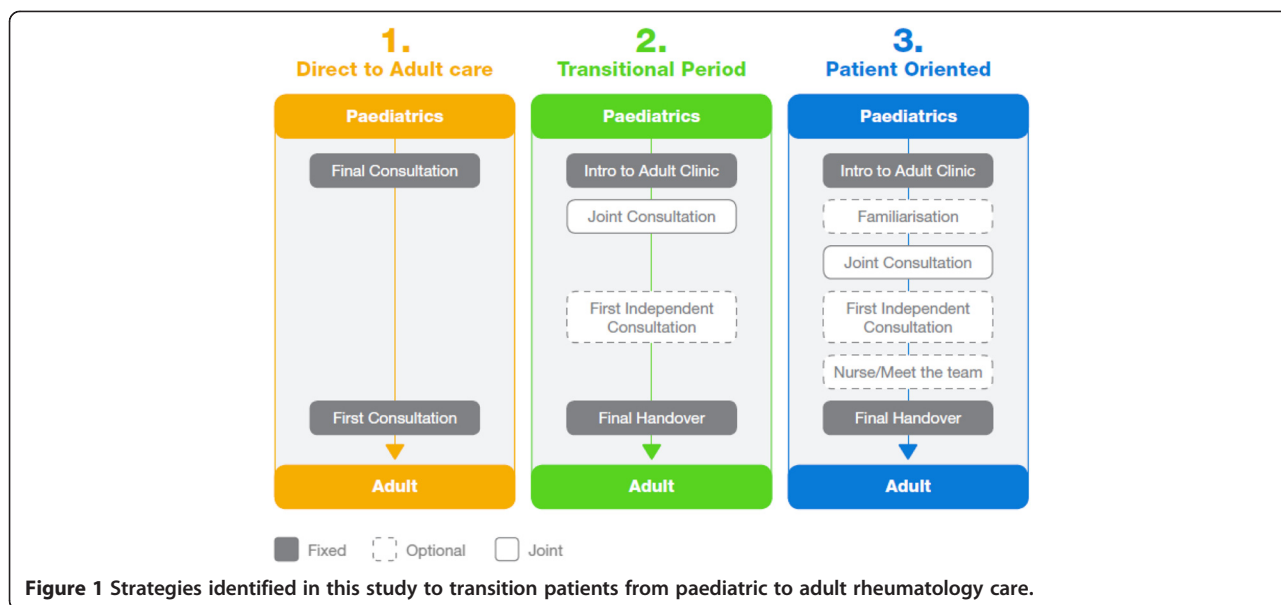 1.
Direct to Adult care
Paediatrics
Final Consultation
First Consultation
Adult
2.
Transitional Period
Paediatrics
Intro to Adult Clinic
Joint Consultation
First Independent
Consultation
Final Handover
Adult
3.
Patient Oriented
Paediatrics
Intro to Adult Clinic
Familiarisation
Joint Consultation
First Independent
Consultation
Nurse/Meet the team
Final Handover
Adult
Fixed
Optional
Joint
Figure 1 Strategies identified in this study to transition patients from paediatric to adult rheumatology care.